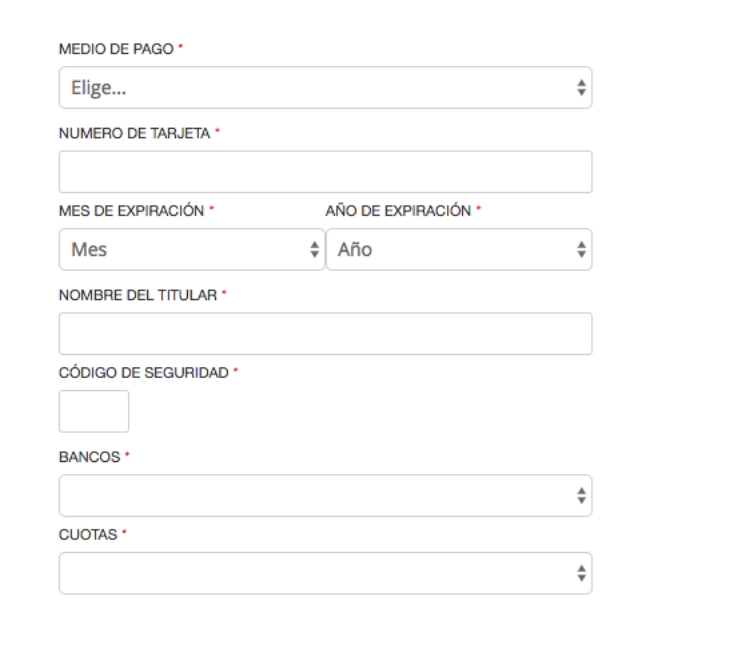 MEDIO DE PAGO *
Elige...
NUMERO DE TARJETA *
MES DE EXPIRACIÓN * AÑO DE EXPIRACIÓN *
Mes Año
NOMBRE DEL TITULAR *
CÓDIGO DE SEGURIDAD *
BANCOS *
CUOTAS *